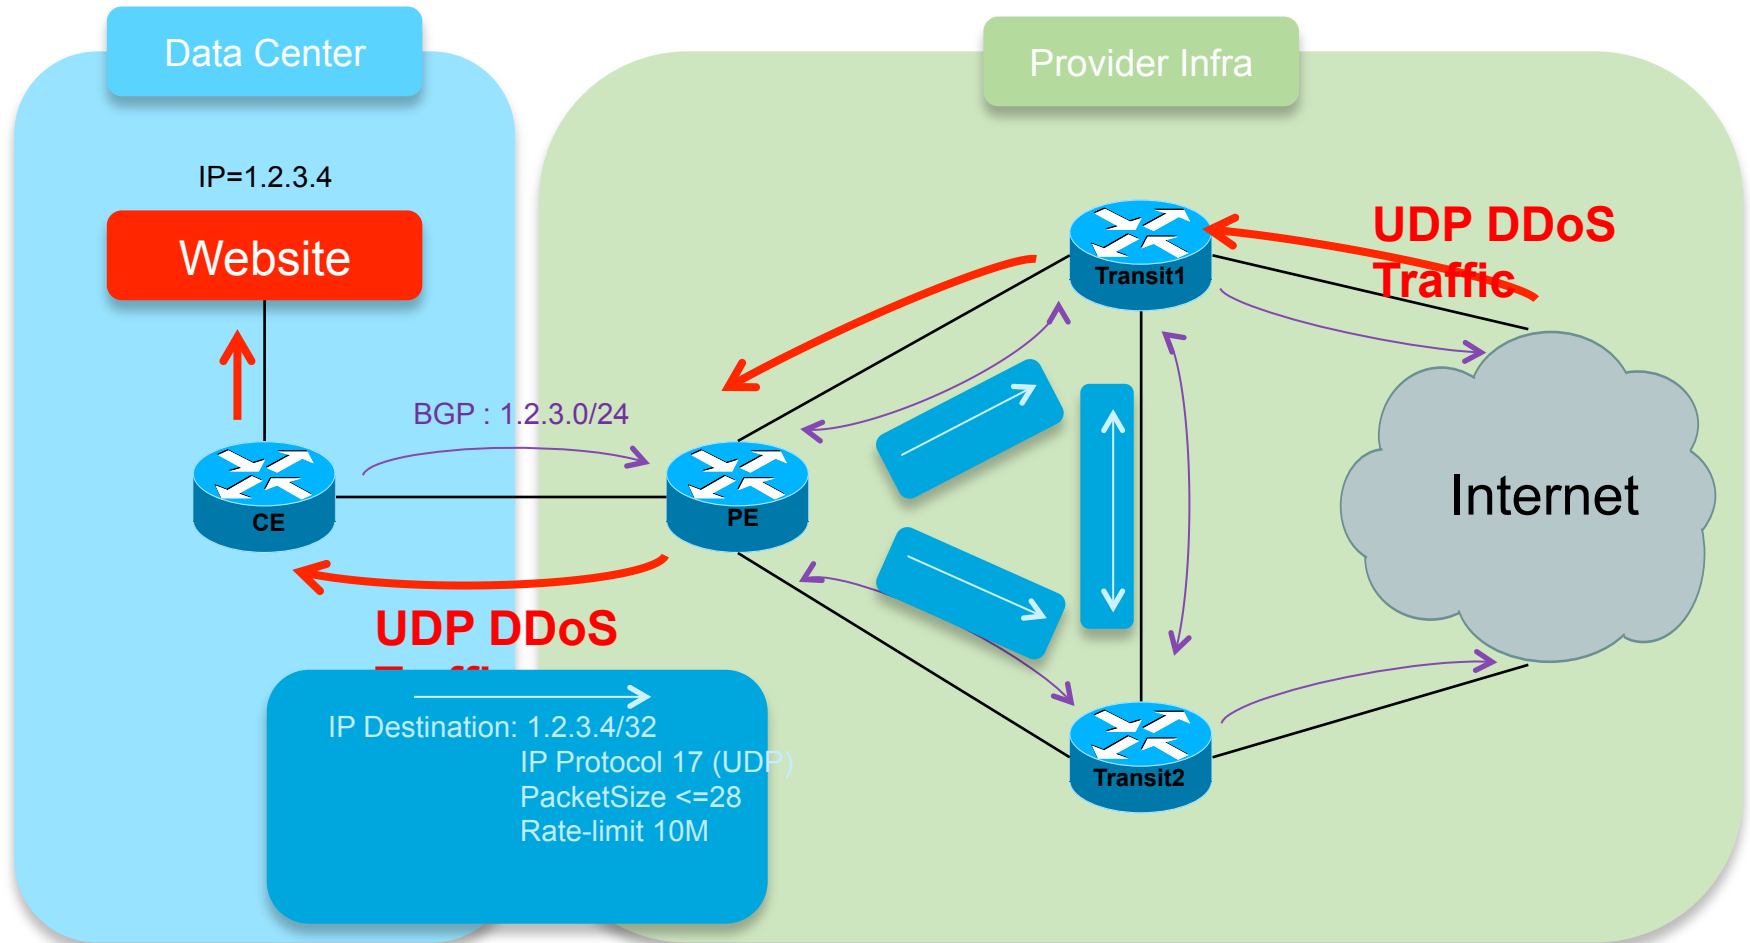 Data Center
Provider Infra
IP=1.2.3.4
Website
UDP DDoS
Traffic
Transit1
BGP : 1.2.3.0/24
Internet
CE
PE
UDP DDoS
IP Destination: 1.2.3.4/32
IP Protocol 17 (UDP)
PacketSize <=28
Rate-limit 10M
Transit2